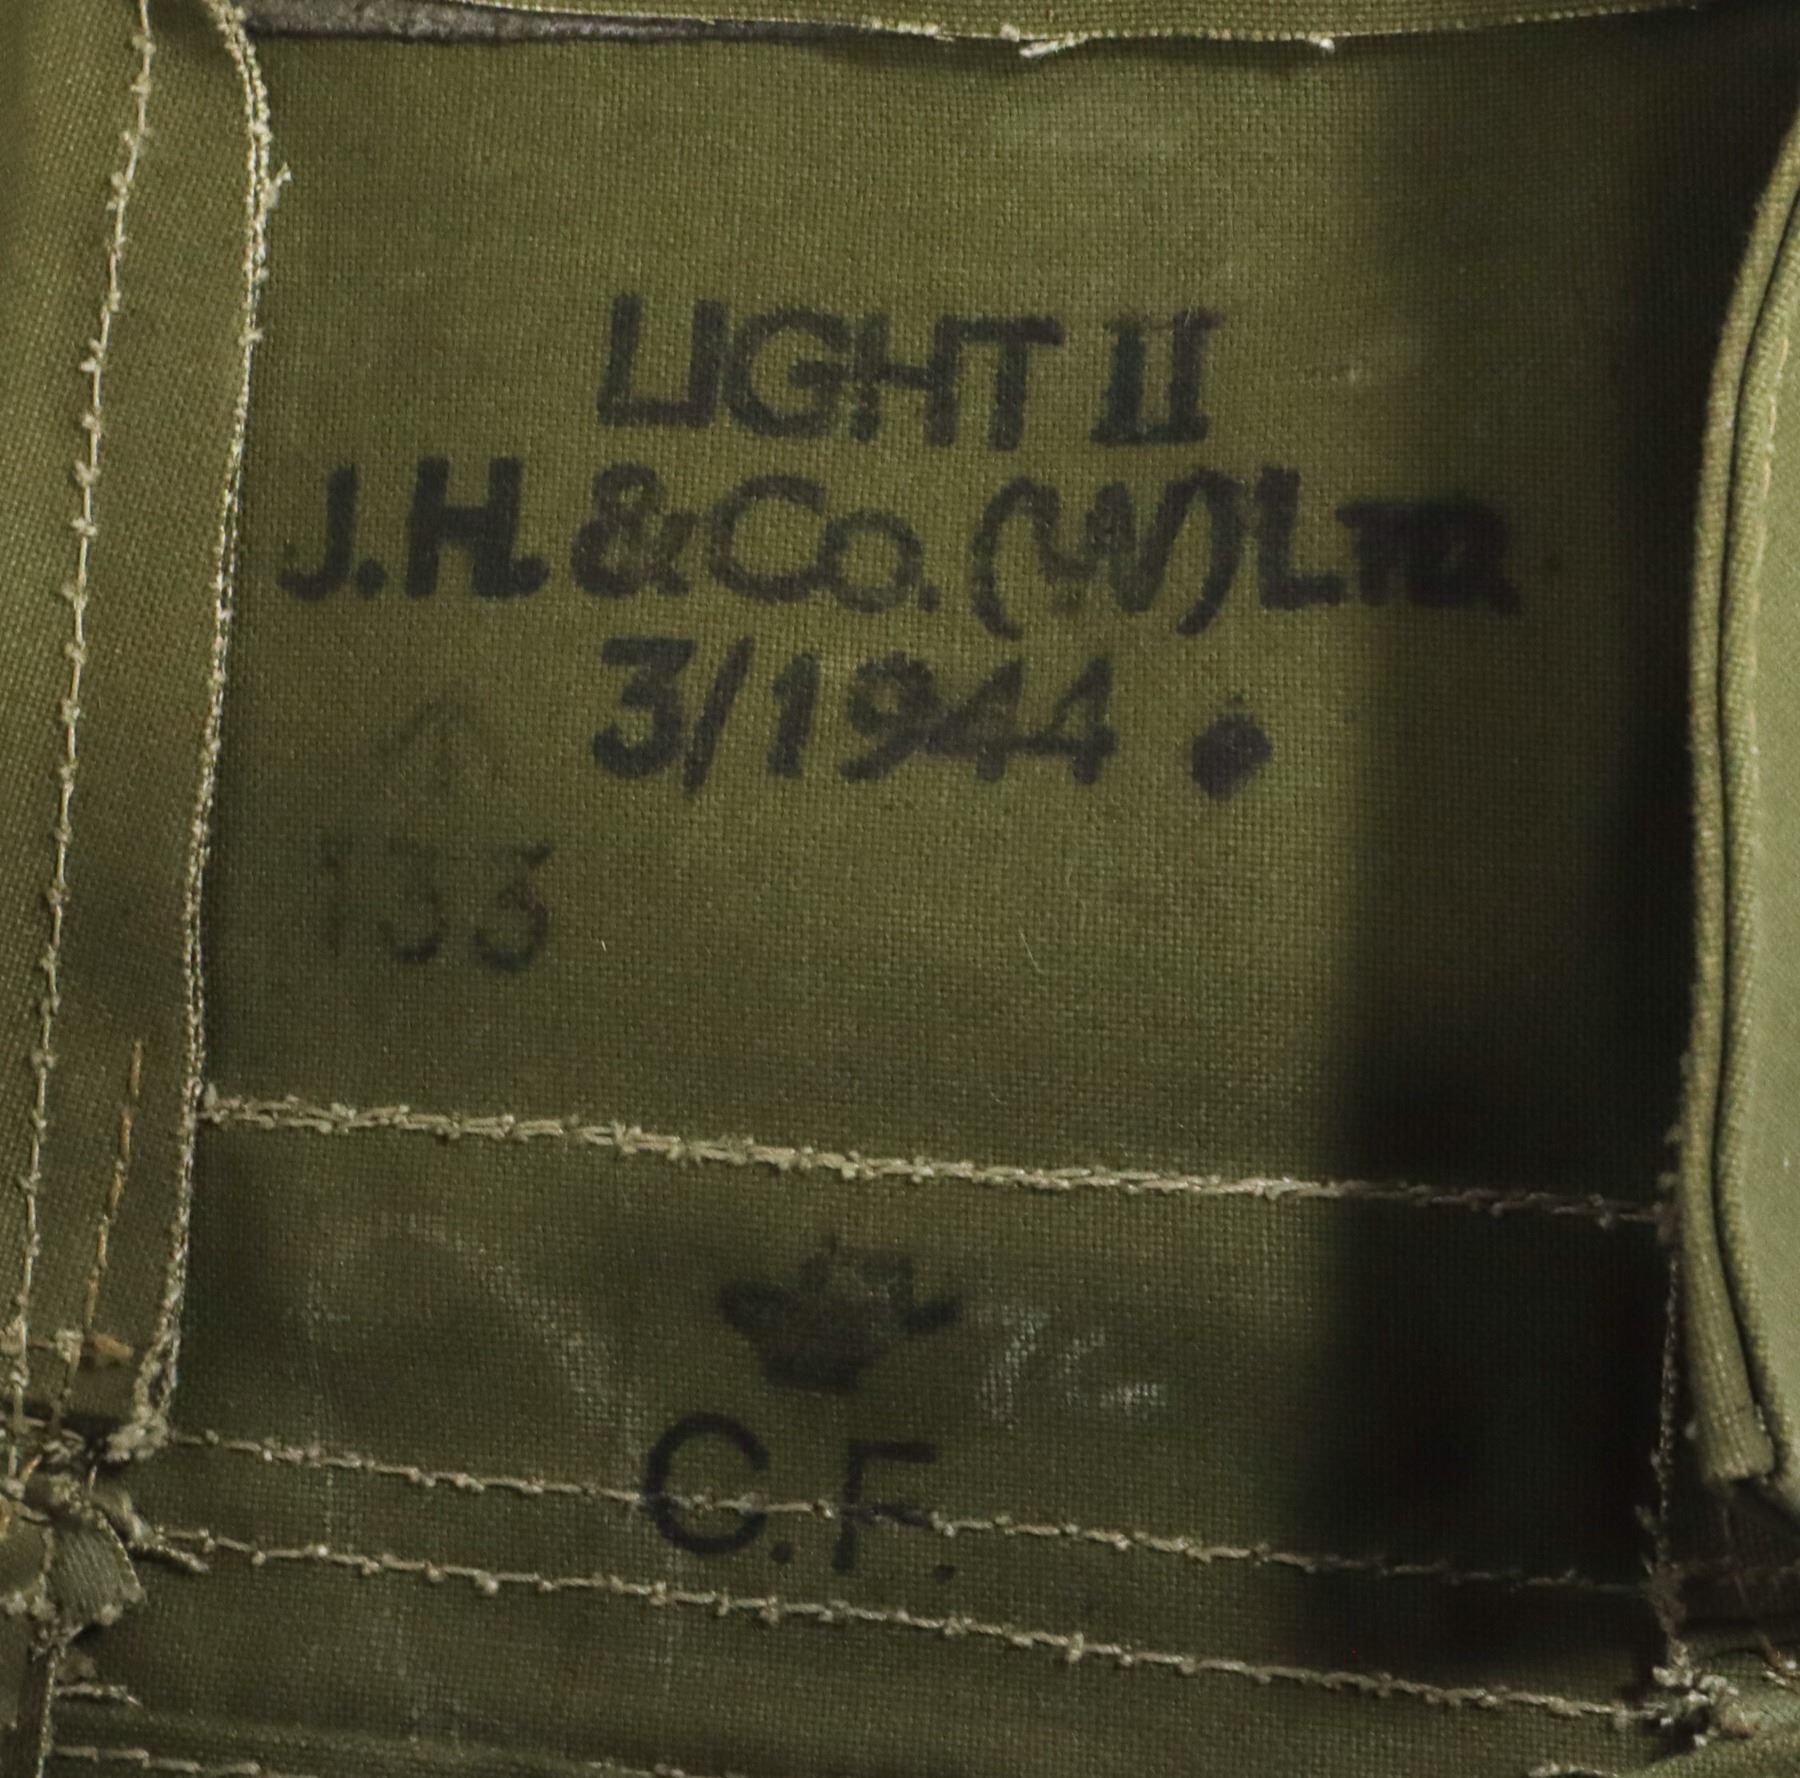 LIGHT II
J.H. & Co. (W) LTD
3/1944
133
C.F.